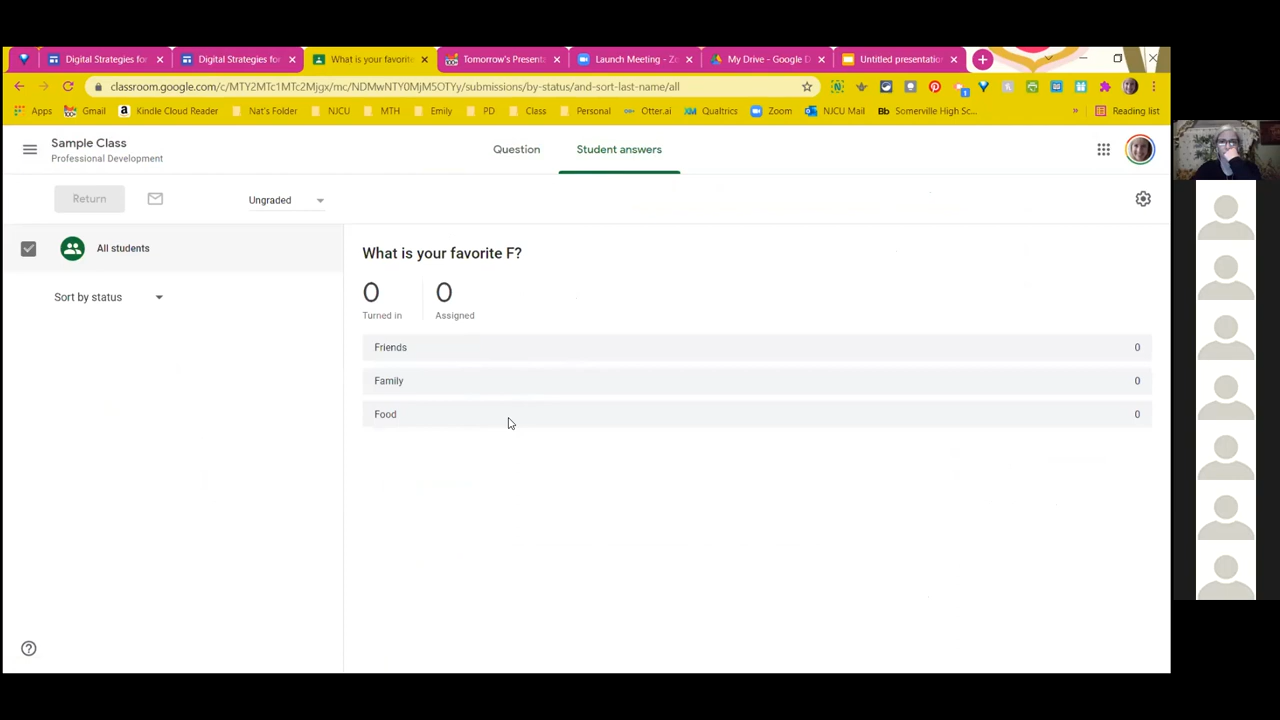 Digital Strategies for
Digital Strategies for
What is your favorite
Tomorrow's Presenta
Launch Meeting - Zo
My Drive - Google D
Untitled presentation
classroom.google.com/c/MTY2MTc1MTc2Mjgx/mc/NDMwNTY0MjM5OTYy/submissions/by-status/and-sort-last-name/all
Apps
Gmail
Kindle Cloud Reader
Nat's Folder
NJCU
MTH
Emily
PD
Class
Personal
Otter.ai
Qualtrics
Zoom
NJCU Mail
Somerville High Sc...
Reading list
Sample Class
Professional Development
Question
Student answers
Return
Ungraded
All students
Sort by status
What is your favorite F?
0
Turned in
0
Assigned
Friends 0
Family 0
Food 0